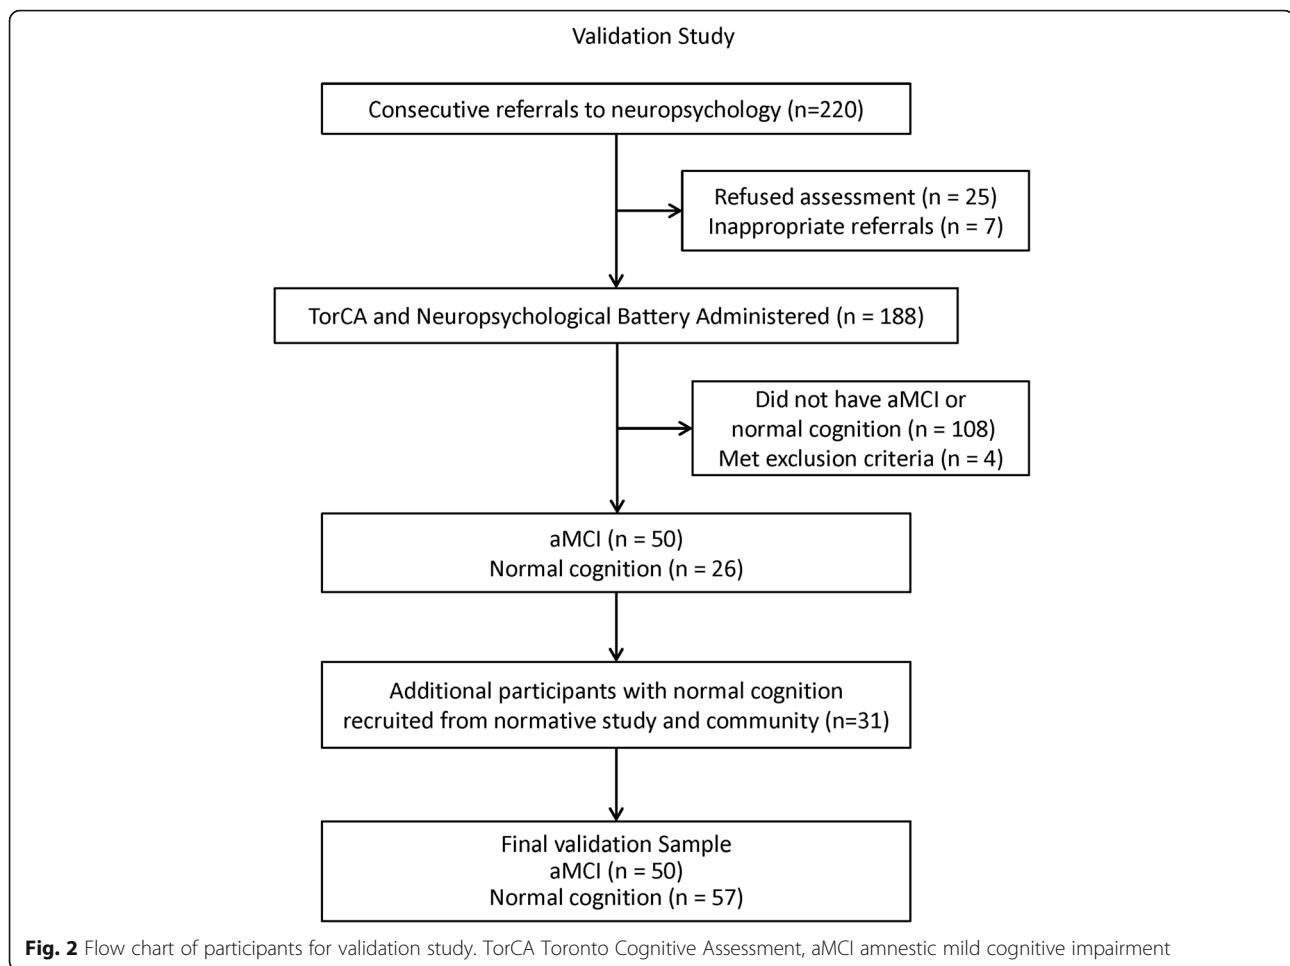 Validation Study
Consecutive referrals to neuropsychology (n=220)
Refused assessment (n = 25)
Inappropriate referrals (n = 7)
TorCA and Neuropsychological Battery Administered (n = 188)
Did not have aMCI or
normal cognition (n = 108)
Met exclusion criteria (n = 4)
aMCI (n = 50)
Normal cognition (n = 26)
Additional participants with normal cognition
recruited from normative study and community (n=31)
Final validation Sample
aMCI (n = 50)
Normal cognition (n = 57)
Fig. 2 Flow chart of participants for validation study. TorCA Toronto Cognitive Assessment, aMCI amnestic mild cognitive impairment